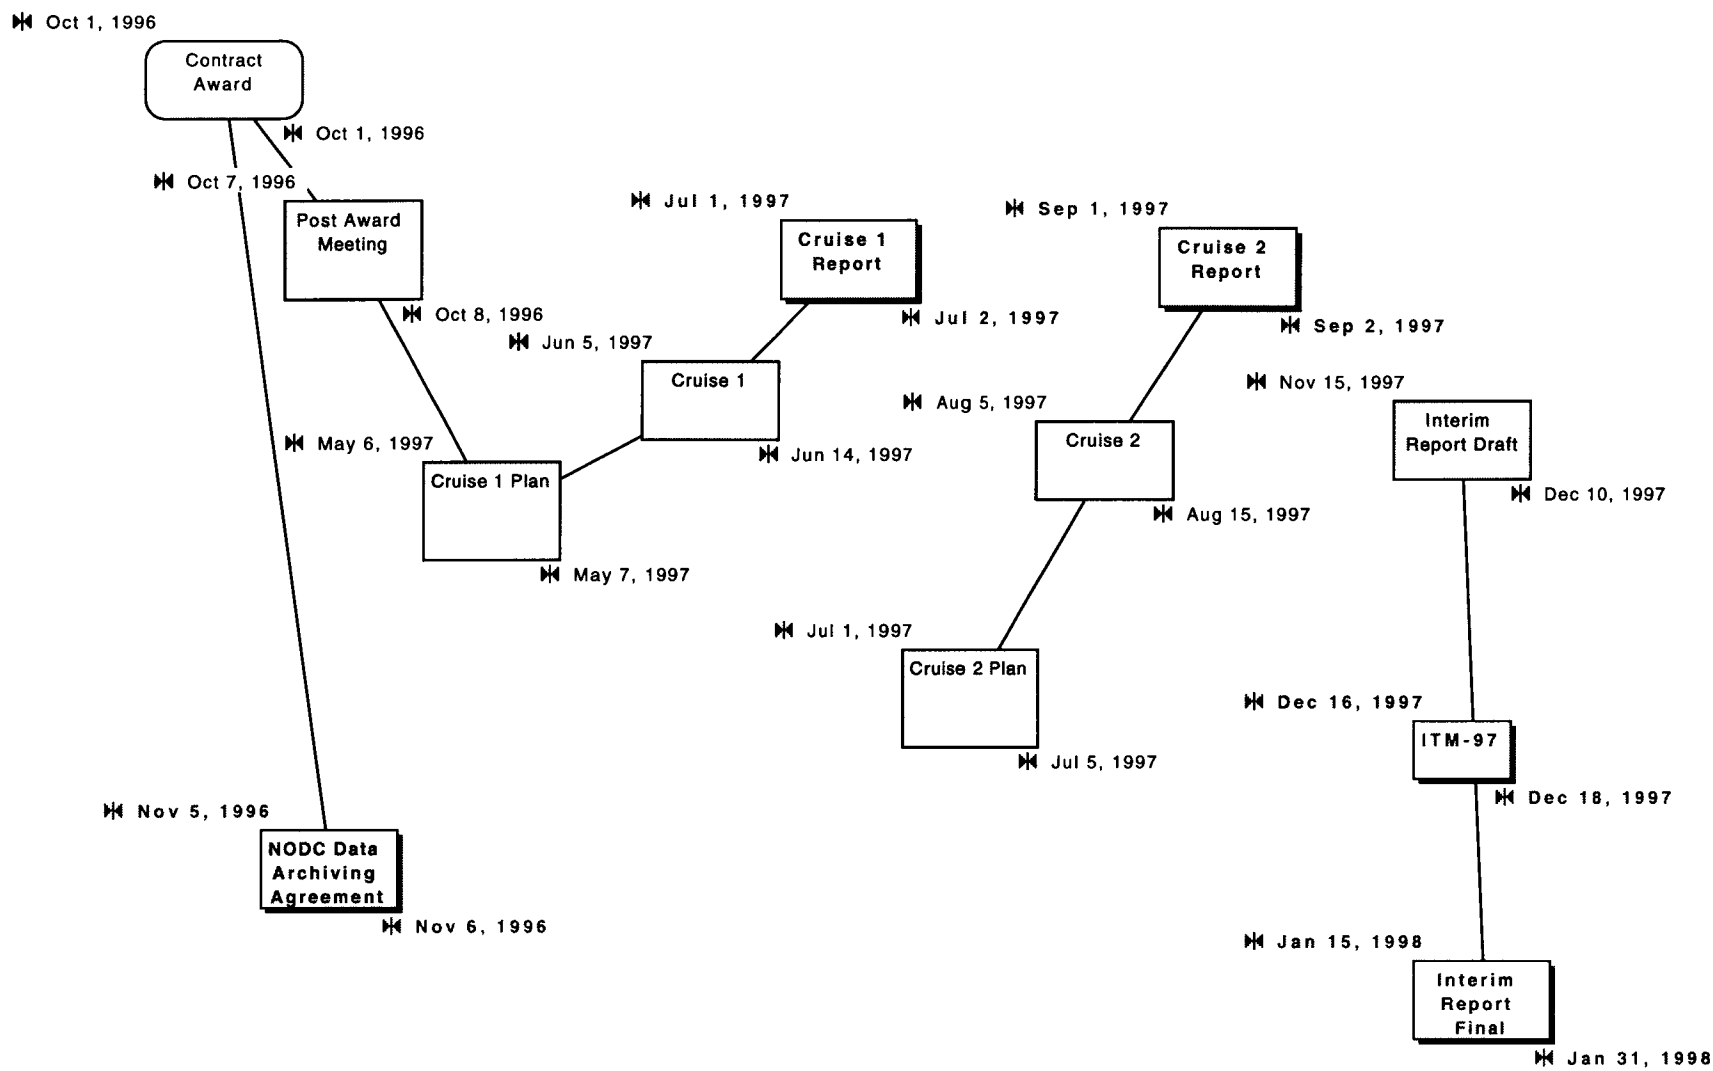 Oct 1, 1996
Contract
Award
Oct 1, 1996
Oct 7, 1996
Post Award
Meeting
Oct 8, 1996
May 6, 1997
Cruise 1 Plan
May 7, 1997
Jun 5, 1997
Cruise 1
Jun 14, 1997
Jul 1, 1997
Cruise 1
Report
Jul 2, 1997
Nov 5, 1996
NODC Data
Archiving
Agreement
Nov 6, 1996
Jul 1, 1997
Cruise 2 Plan
Jul 5, 1997
Aug 5, 1997
Cruise 2
Aug 15, 1997
Sep 1, 1997
Cruise 2
Report
Sep 2, 1997
Nov 15, 1997
Interim
Report Draft
Dec 10, 1997
Dec 16, 1997
ITM-97
Dec 18, 1997
Jan 15, 1998
Interim
Report
Final
Jan 31, 1998